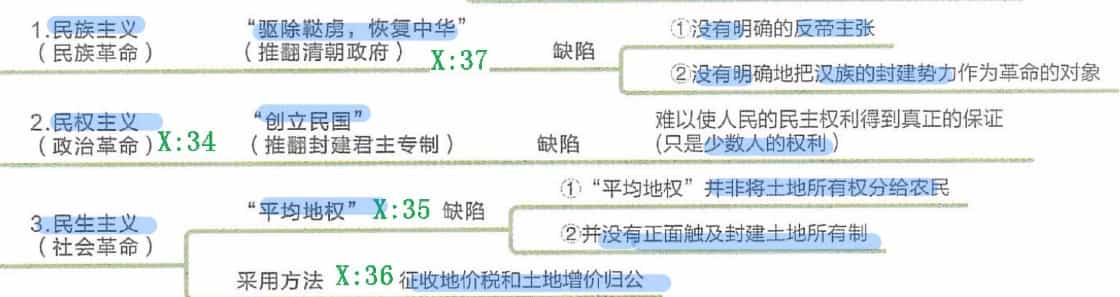 1.民族主义
(民族革命)
“驱除鞑虏，恢复中华”
(推翻清朝政府)
X:37
缺陷
①没有明确的反帝主张
②没有明确地把汉族的封建势力作为革命的对象
2.民权主义
(政治革命)
X:34
“创立民国”
(推翻封建君主专制)
缺陷
难以使人民的民主权利得到真正的保证
(只是少数人的权利)
3.民生主义
(社会革命)
“平均地权”
X:35
缺陷
①“平均地权”并非将土地所有权分给农民
②并没有正面触及封建土地所有制
采用方法
X:36
征收地价税和土地增价归公